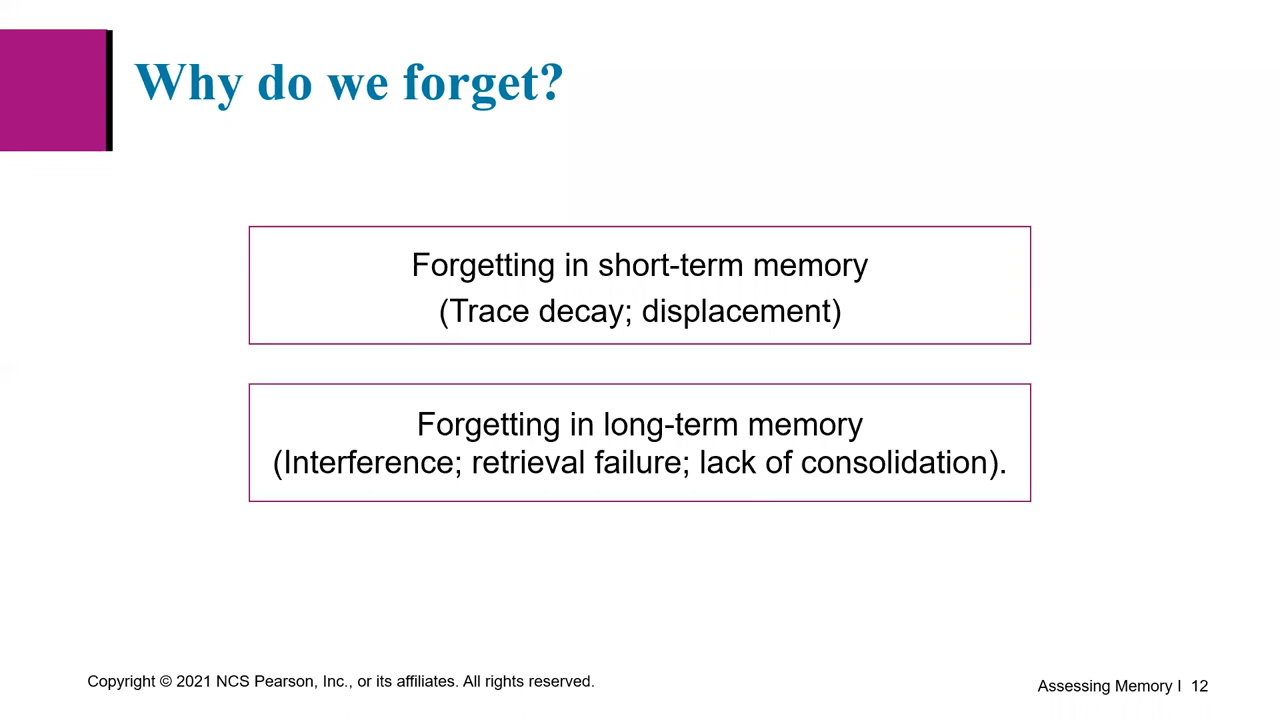 Why do we forget?
Forgetting in short-term memory
(Trace decay; displacement)
Forgetting in long-term memory
(Interference; retrieval failure; lack of consolidation).
Copyright © 2021 NCS Pearson, Inc., or its affiliates. All rights reserved.
Assessing Memory I 12